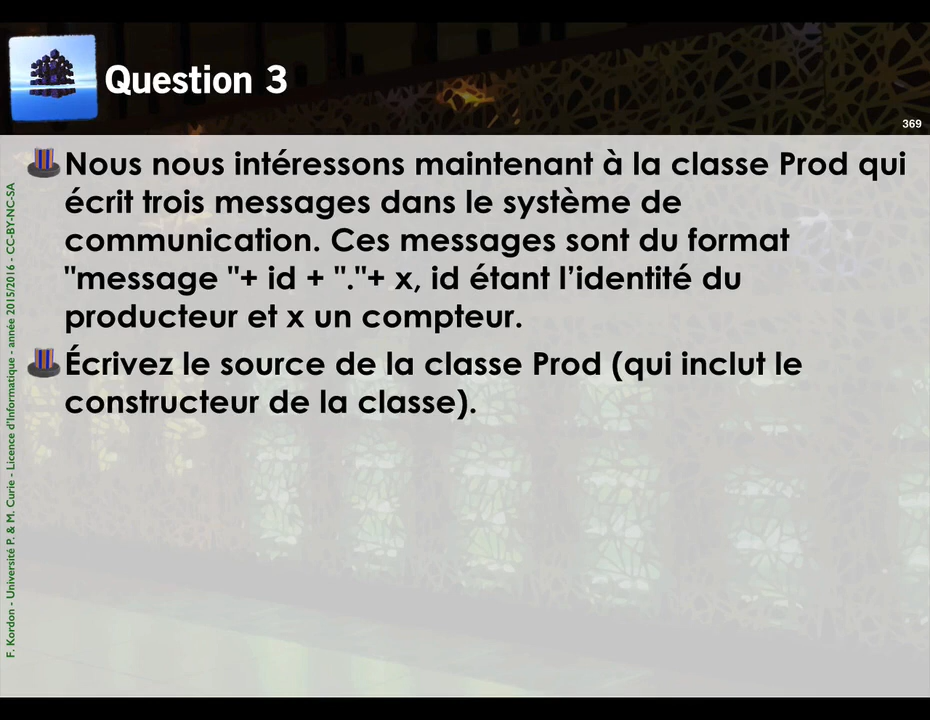 Question 3
369
Nous nous intéressons maintenant à la classe Prod qui
écrit trois messages dans le système de
communication. Ces messages sont du format
"message "+ id + "."+ x, id étant l’identité du
producteur et x un compteur.
Écrivez le source de la classe Prod (qui inclut le
constructeur de la classe).
F. Kordon - Université P. & M. Curie - Licence d'Informatique - année 2015/2016 - CC-BY-NC-SA